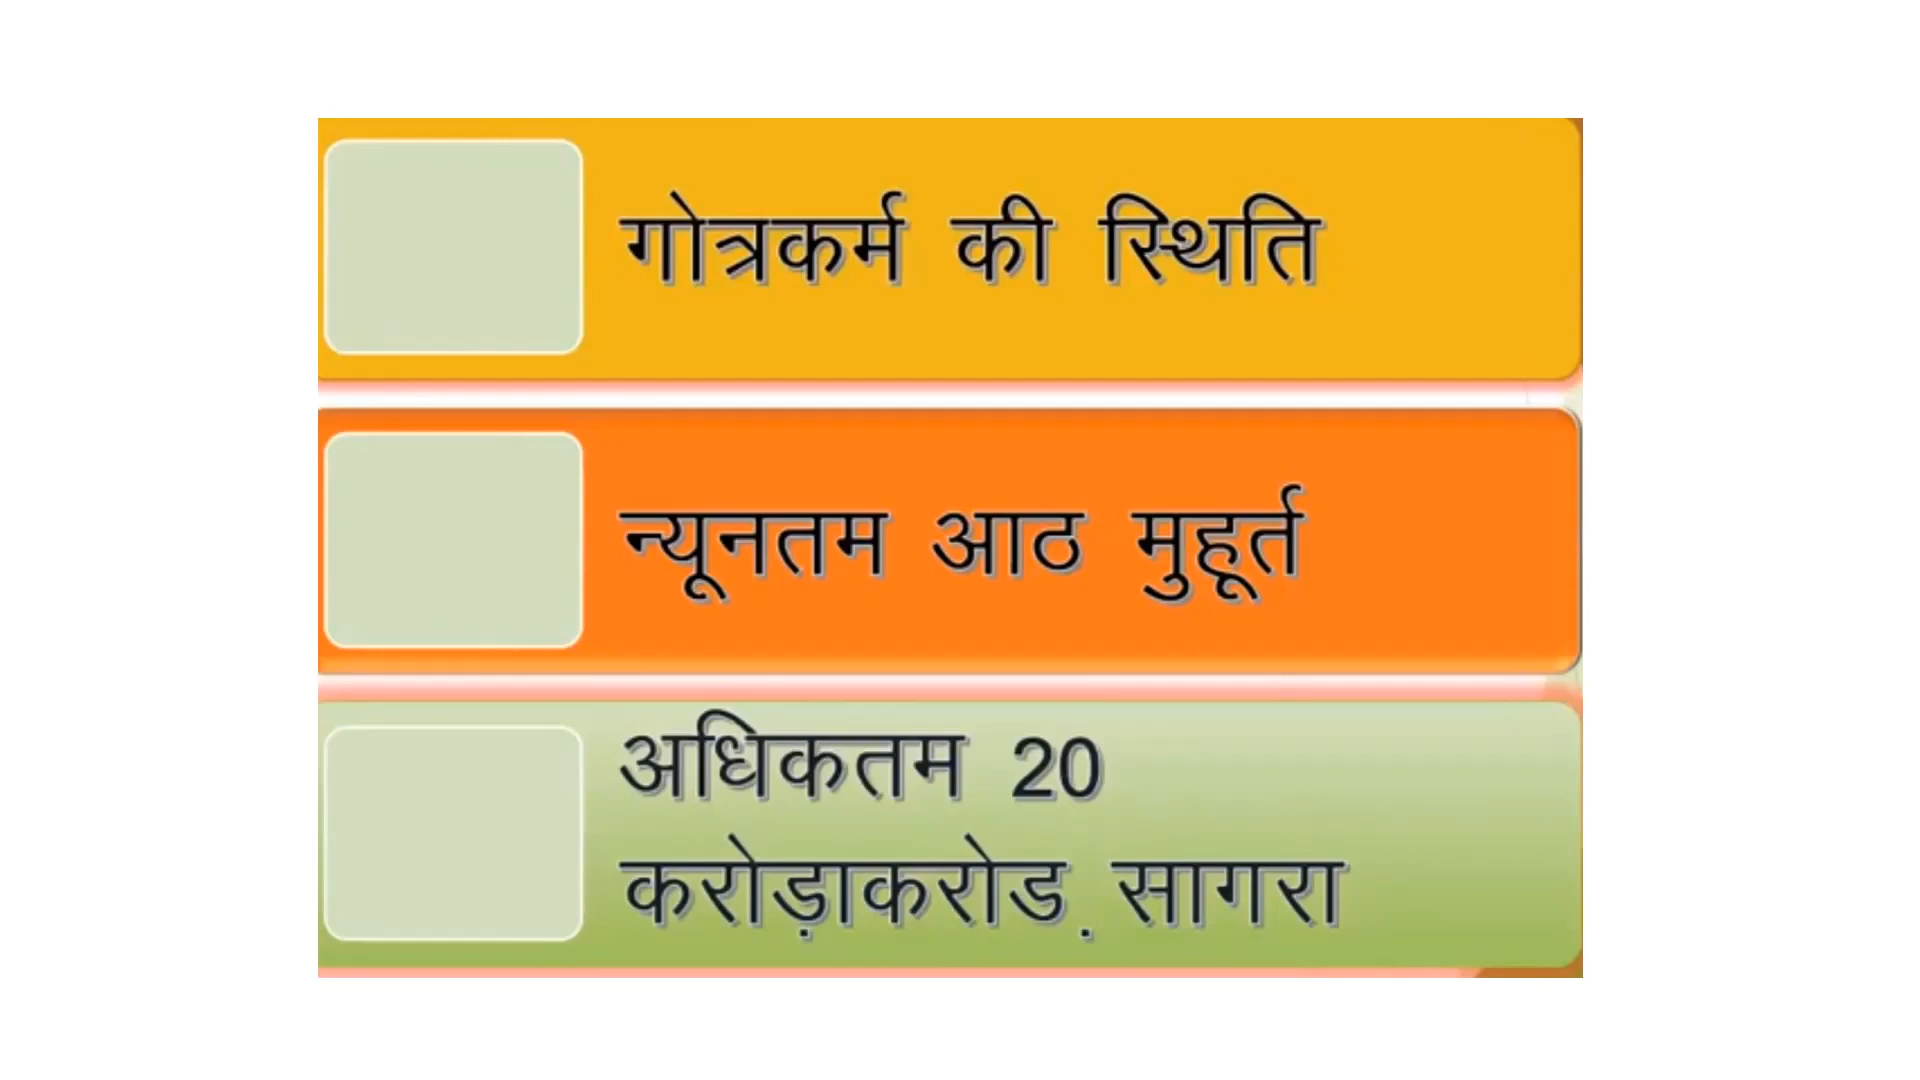 गोत्रकर्म की स्थिति
न्यूनतम आठ मुहूर्त
अधिकतम 20
करोड़ाकरोड़ सागरा